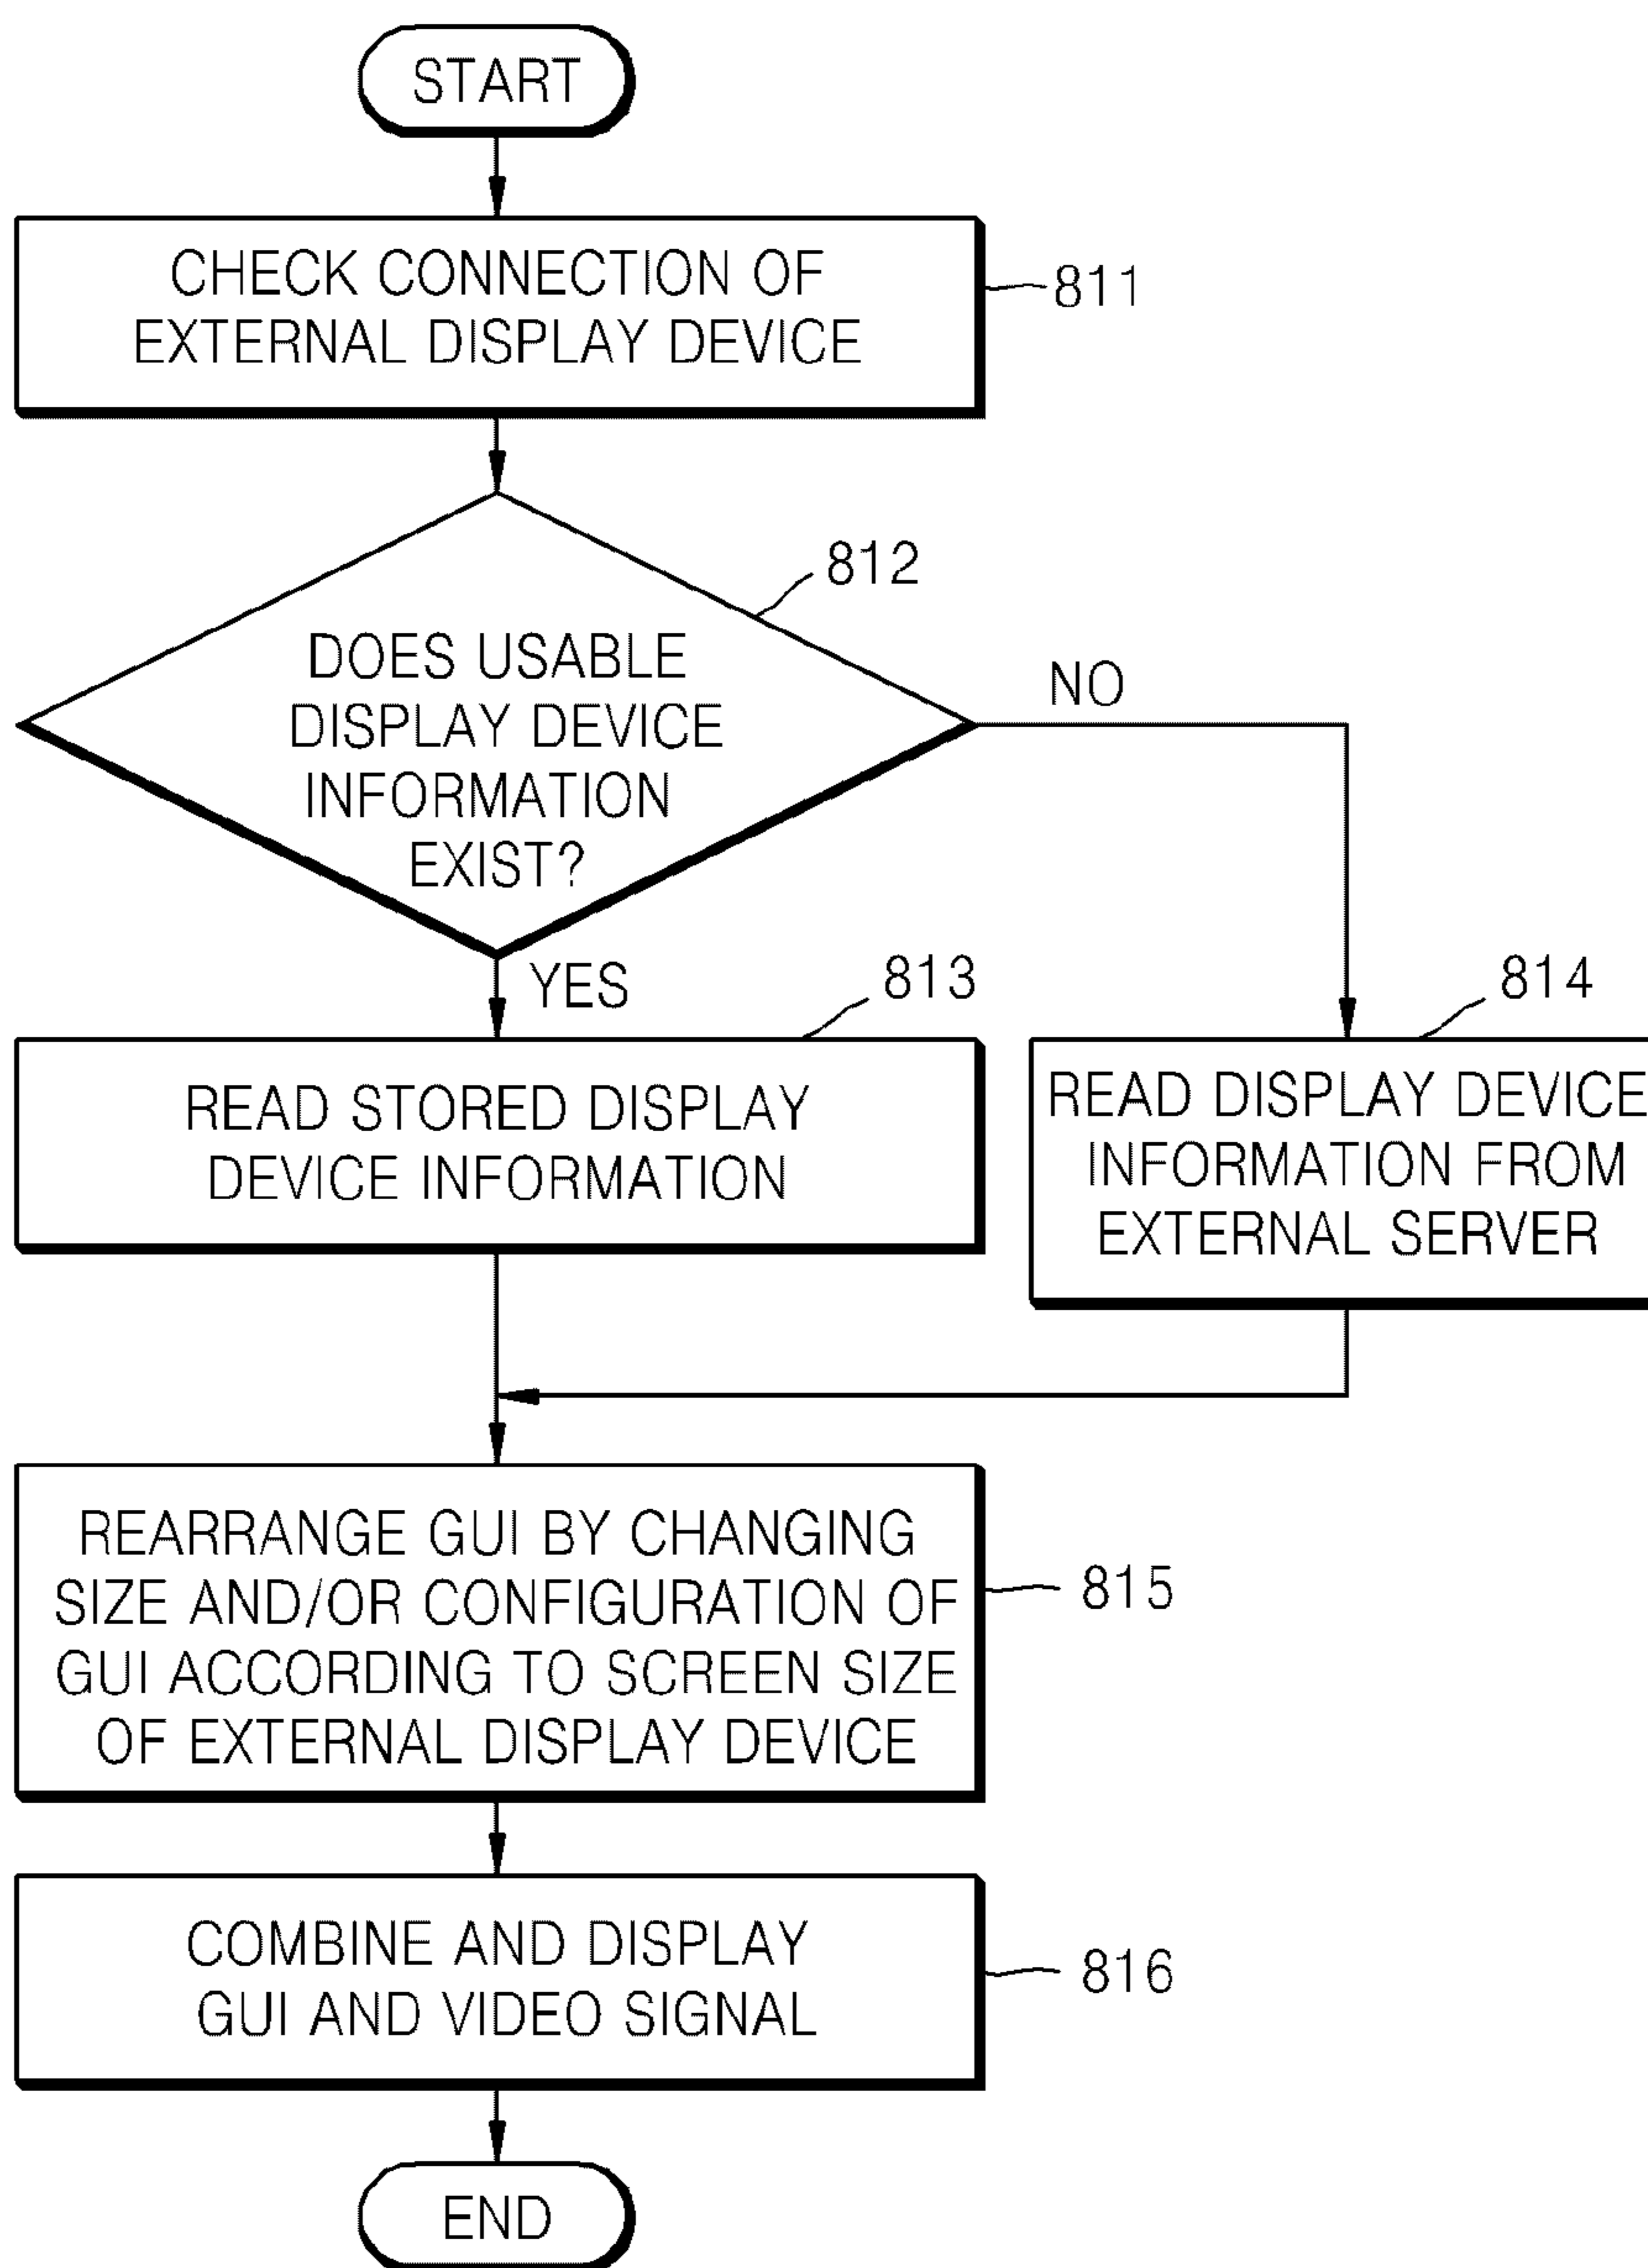 START
CHECK CONNECTION OF
EXTERNAL DISPLAY DEVICE
811
812
DOES USABLE
DISPLAY DEVICE
INFORMATION
EXIST?
NO
YES
813
READ STORED DISPLAY
DEVICE INFORMATION
814
READ DISPLAY DEVICE
INFORMATION FROM
EXTERNAL SERVER
REARRANGE GUI BY CHANGING
SIZE AND/OR CONFIGURATION OF
GUI ACCORDING TO SCREEN SIZE
OF EXTERNAL DISPLAY DEVICE
815
COMBINE AND DISPLAY
GUI AND VIDEO SIGNAL
816
END